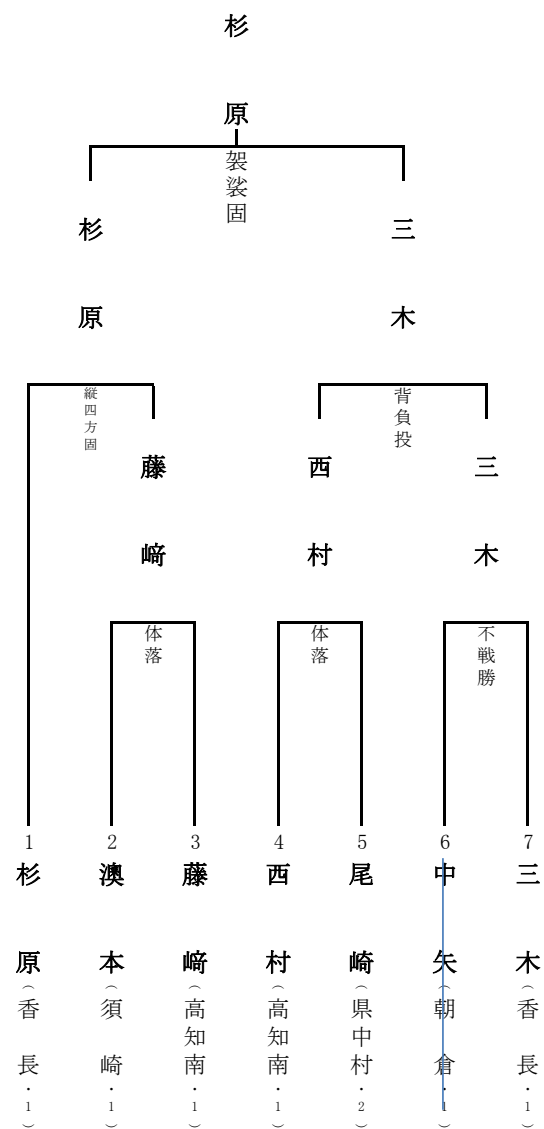 杉原
袈裟固
杉原
三木
縦四方固
背負投
藤﨑
西村
三木
体落
体落
不戦勝
1
2
3
4
5
6
7
杉原（香長・1）
澳本（須崎・1）
藤﨑（高知南・1）
西村（高知南・1）
尾崎（県中村・2）
中矢（朝倉・1）
三木（香長・1）